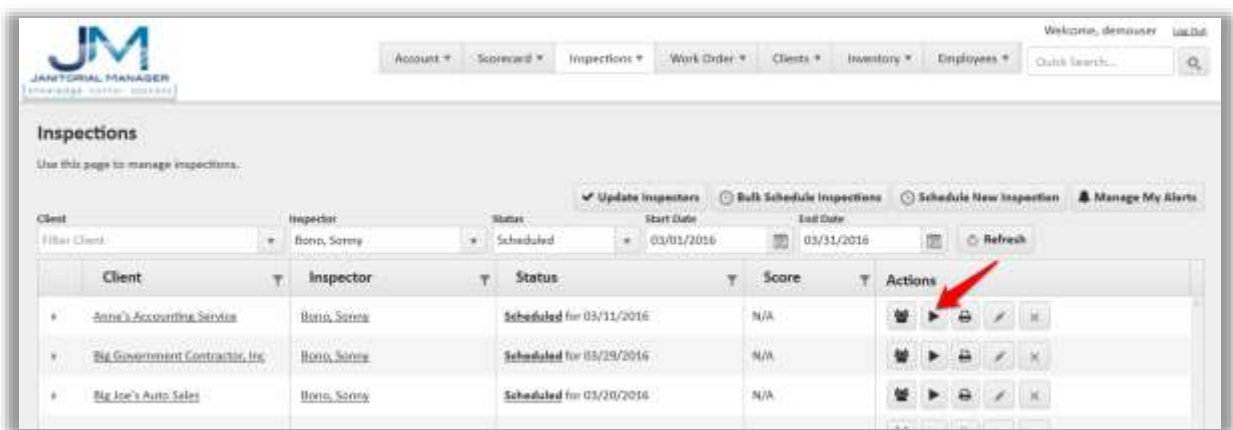 Welcome, demouser Log Out
JM
JANITORIAL MANAGER
Account Scorecard Inspections Work Order Clients Inventory Employees Quick Search...
Inspections
Use this page to manage inspections.
Update Inspectors Bulk Schedule Inspections Schedule New Inspection Manage My Alerts
Client Inspector Status Start Date End Date
Filter Client Bono, Sonny Scheduled 03/01/2016 03/31/2016 Refresh
Client Inspector Status Score Actions
Anne's Accounting Service Bono, Sonny Scheduled for 03/11/2016 N/A
Big Government Contractor, Inc Bono, Sonny Scheduled for 03/29/2016 N/A
Big Joe's Auto Sales Bono, Sonny Scheduled for 03/20/2016 N/A